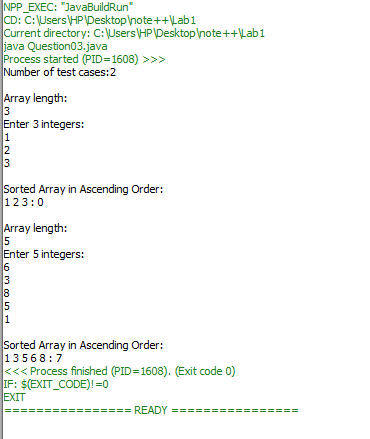 NPP_EXEC: "JavaBuildRun"
CD: C:\Users\HP\Desktop\note++\Lab1
Current directory: C:\Users\HP\Desktop\note++\Lab1
java Question03.java
Process started (PID=1608) >>>
Number of test cases:2
Array length:
3
Enter 3 integers:
1
2
3
Sorted Array in Ascending Order:
1 2 3 : 0
Array length:
5
Enter 5 integers:
6
3
8
5
1
Sorted Array in Ascending Order:
1 3 5 6 8 : 7
<<< Process finished (PID=1608). (Exit code 0)
IF: $(EXIT_CODE)!=0
EXIT
================ READY ================